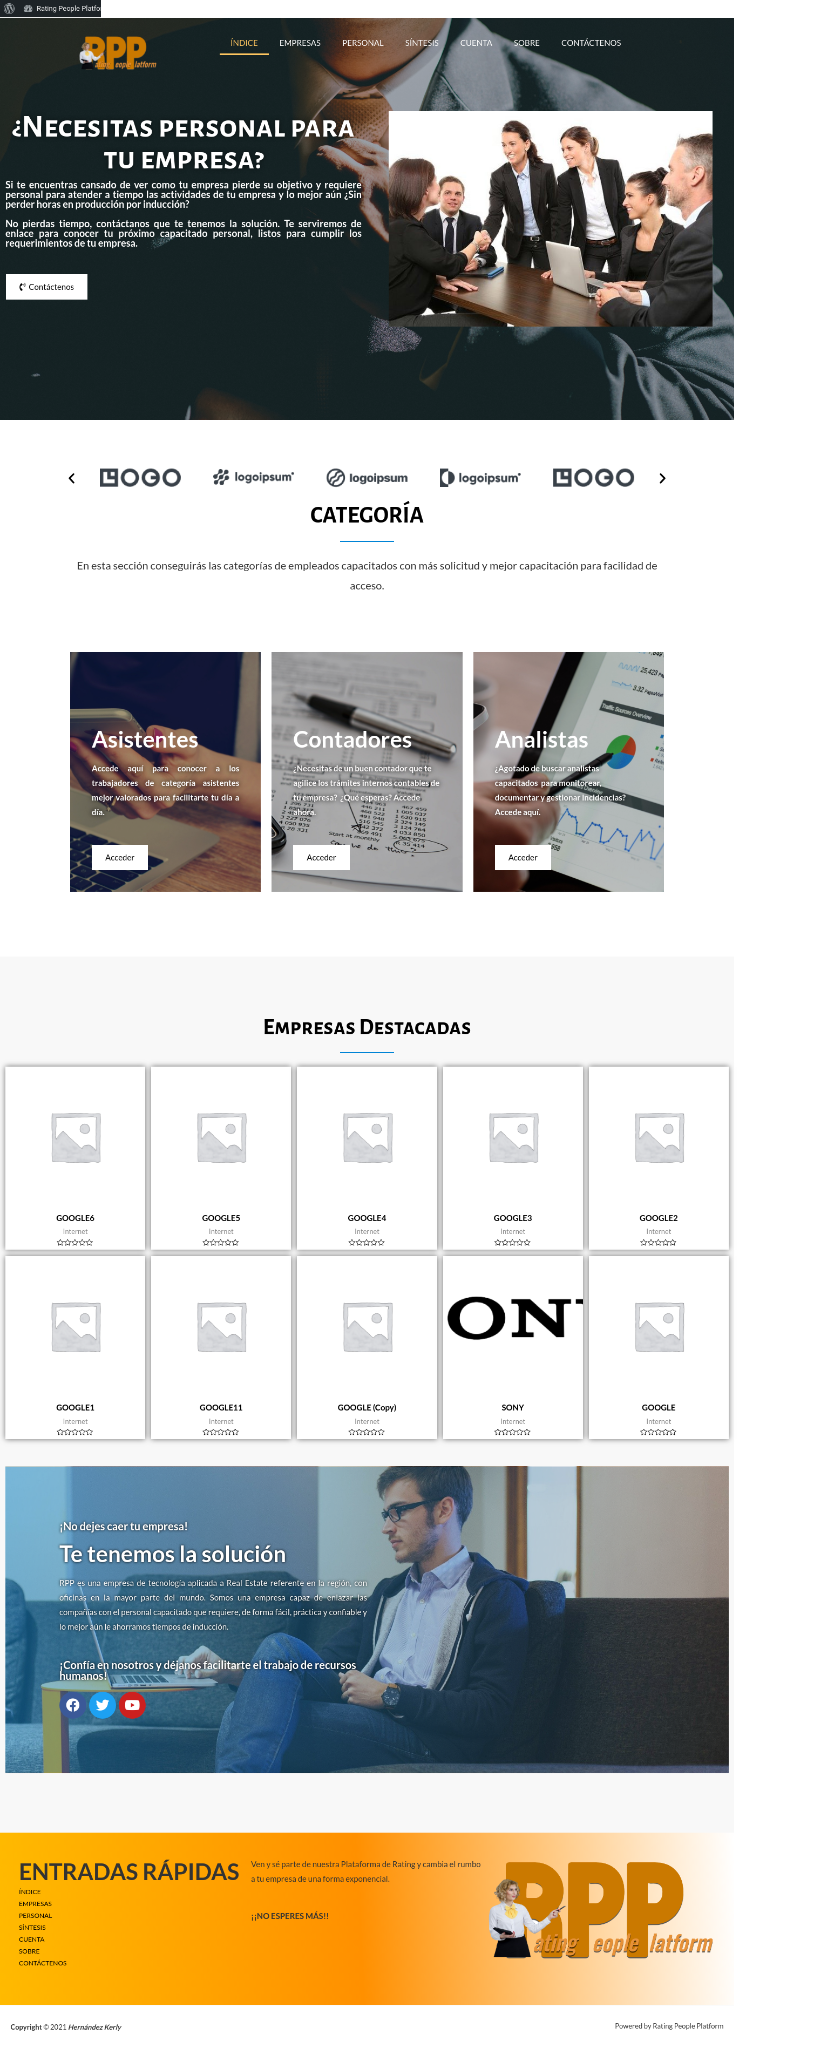 Rating People Platfo
RPP
ating eople latform
ÍNDICE EMPRESAS PERSONAL SÍNTESIS CUENTA SOBRE CONTÁCTENOS
¿Necesitas personal para
tu empresa?
Si te encuentras cansado de ver como tu empresa pierde su objetivo y requiere
personal para atender a tiempo las actividades de tu empresa y lo mejor aún ¿Sin
perder horas en producción por inducción?
No pierdas tiempo, contáctanos que te tenemos la solución. Te serviremos de
enlace para conocer tu próximo capacitado personal, listos para cumplir los
requerimientos de tu empresa.
Contáctenos
LOGO logoipsum logoipsum logoipsum LOGO
CATEGORÍA
En esta sección conseguirás las categorías de empleados capacitados con más solicitud y mejor capacitación para facilidad de
acceso.
Asistentes
Accede aquí para conocer a los
trabajadores de categoría asistentes
mejor valorados para facilitarte tu día a
día.
Acceder
Contadores
¿Necesitas de un buen contador que te
agilice los trámites internos contables de
tu empresa? ¿Qué esperas? Accede
ahora.
Acceder
Analistas
¿Agotado de buscar analistas
capacitados para monitorear,
documentar y gestionar incidencias?
Accede aquí.
Acceder
Traffic Sources Overview
Empresas Destacadas
GOOGLE6 GOOGLE5 GOOGLE4 GOOGLE3 GOOGLE2
Internet Internet Internet Internet Internet
ON
GOOGLE1 GOOGLE11 GOOGLE (Copy) SONY GOOGLE
Internet Internet Internet Internet Internet
¡No dejes caer tu empresa!
Te tenemos la solución
RPP es una empresa de tecnología aplicada a Real Estate referente en la región, con
oficinas en la mayor parte del mundo. Somos una empresa capaz de enlazar las
compañías con el personal capacitado que requiere, de forma fácil, práctica y confiable y
lo mejor aún le ahorramos tiempos de inducción.
¡Confía en nosotros y déjanos facilitarte el trabajo de recursos
humanos!
ENTRADAS RÁPIDAS
ÍNDICE
EMPRESAS
PERSONAL
SÍNTESIS
CUENTA
SOBRE
CONTÁCTENOS
Ven y sé parte de nuestra Plataforma de Rating y cambia el rumbo
a tu empresa de una forma exponencial.
¡¡NO ESPERES MÁS!!
RPP
ating eople latform
Copyright © 2021 Hernández Kerly
Powered by Rating People Platform